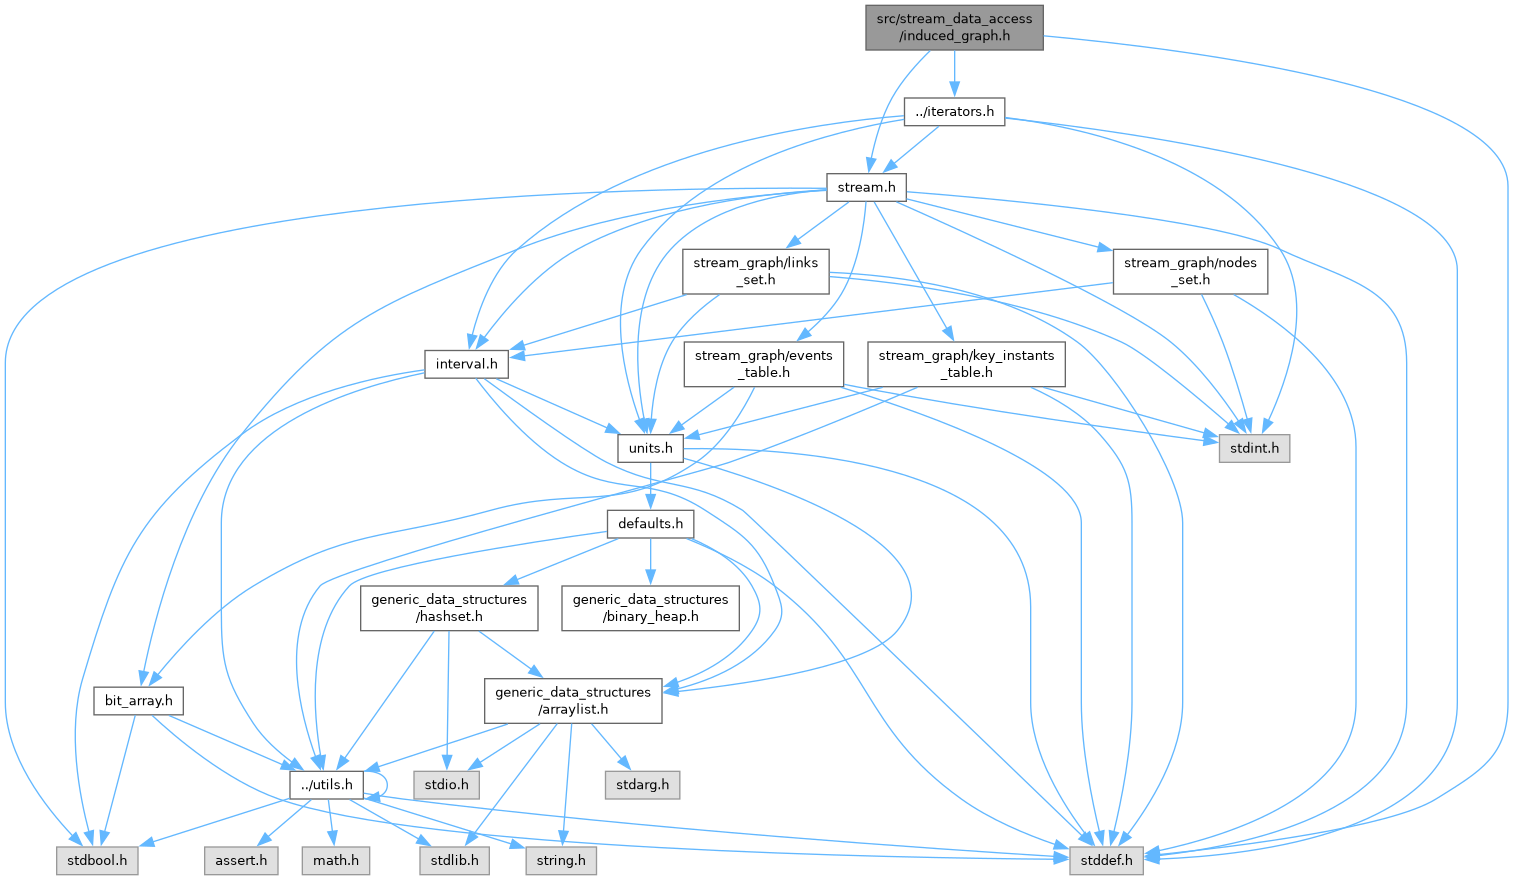 src/stream_data_access
/induced_graph.h
../iterators.h
stream.h
stream_graph/links
_set.h
stream_graph/nodes
_set.h
interval.h
stream_graph/events
_table.h
stream_graph/key_instants
_table.h
units.h
stdint.h
defaults.h
generic_data_structures
/hashset.h
generic_data_structures
/binary_heap.h
bit_array.h
generic_data_structures
/arraylist.h
../utils.h
stdio.h
stdarg.h
stdbool.h
assert.h
math.h
stdlib.h
string.h
stddef.h